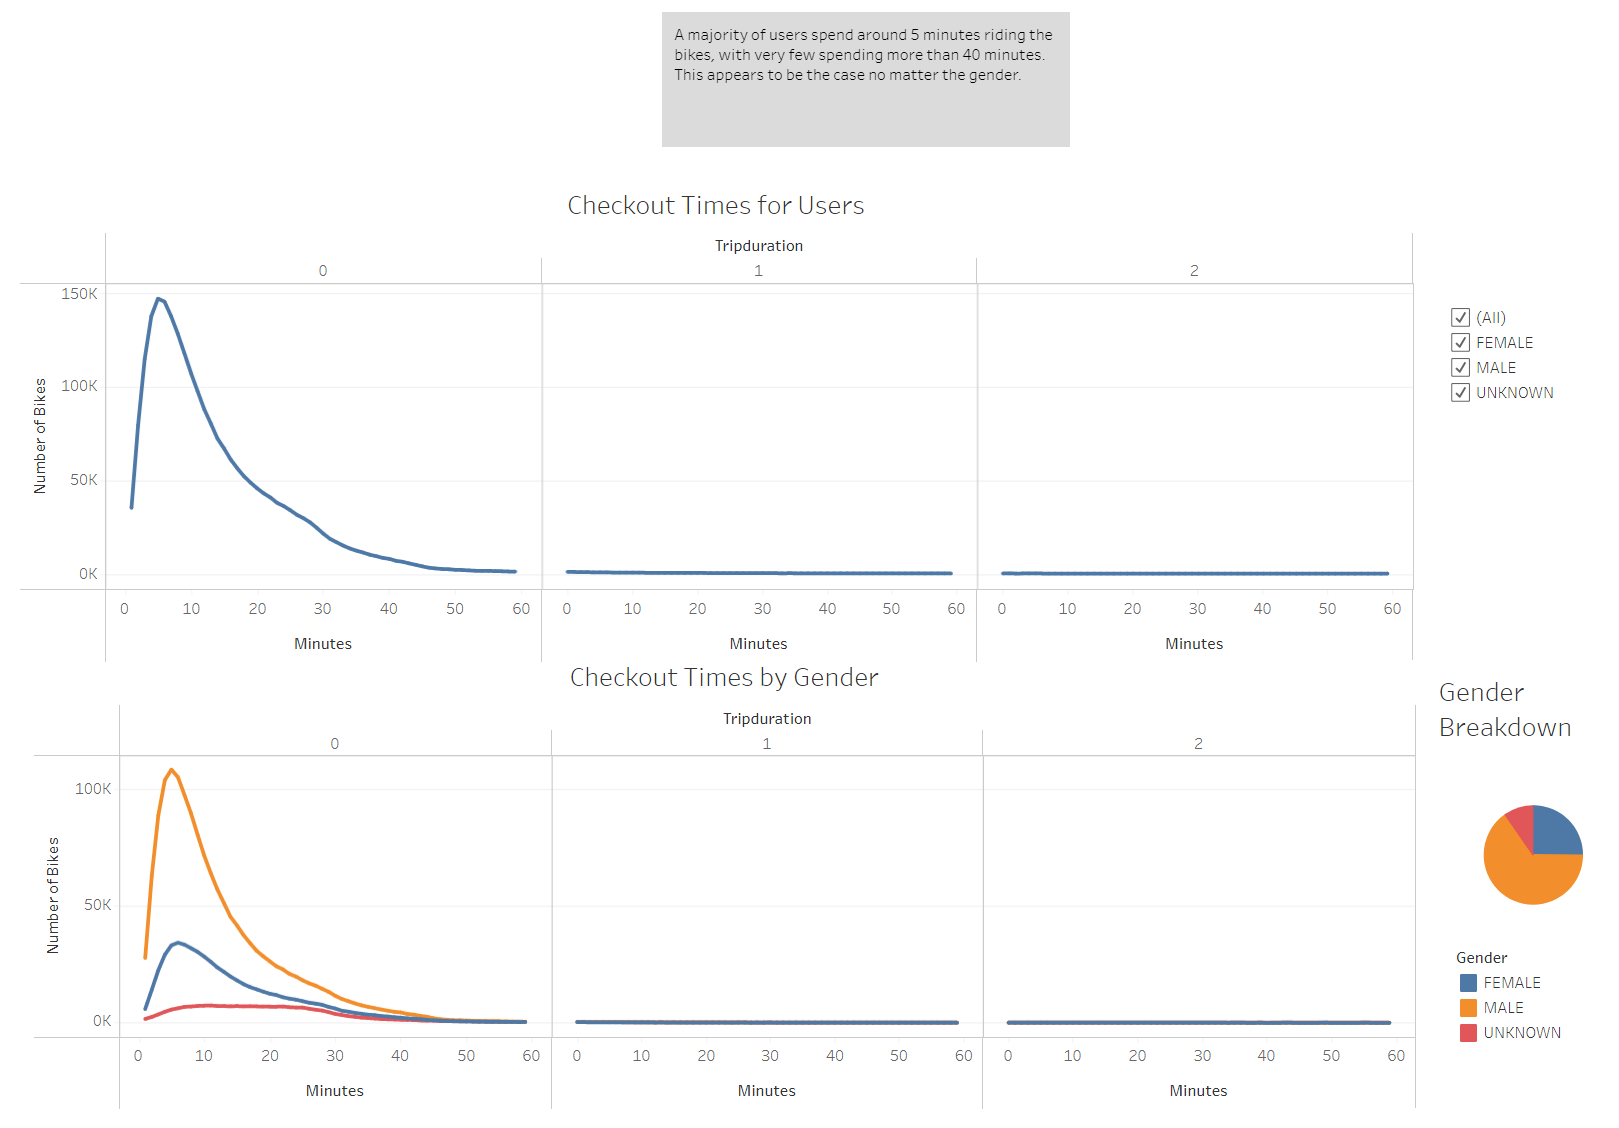 A majority of users spend around 5 minutes riding the
bikes, with very few spending more than 40 minutes.
This appears to be the case no matter the gender.
Checkout Times for Users
Tripduration
0 1 2
150K
100K
50K
0K
Number of Bikes
0 10 20 30 40 50 60 0 10 20 30 40 50 60 0 10 20 30 40 50 60
Minutes Minutes Minutes
(All)
FEMALE
MALE
UNKNOWN
Checkout Times by Gender
Tripduration
0 1 2
100K
50K
0K
Number of Bikes
0 10 20 30 40 50 60 0 10 20 30 40 50 60 0 10 20 30 40 50 60
Minutes Minutes Minutes
Gender
Breakdown
Gender
FEMALE
MALE
UNKNOWN